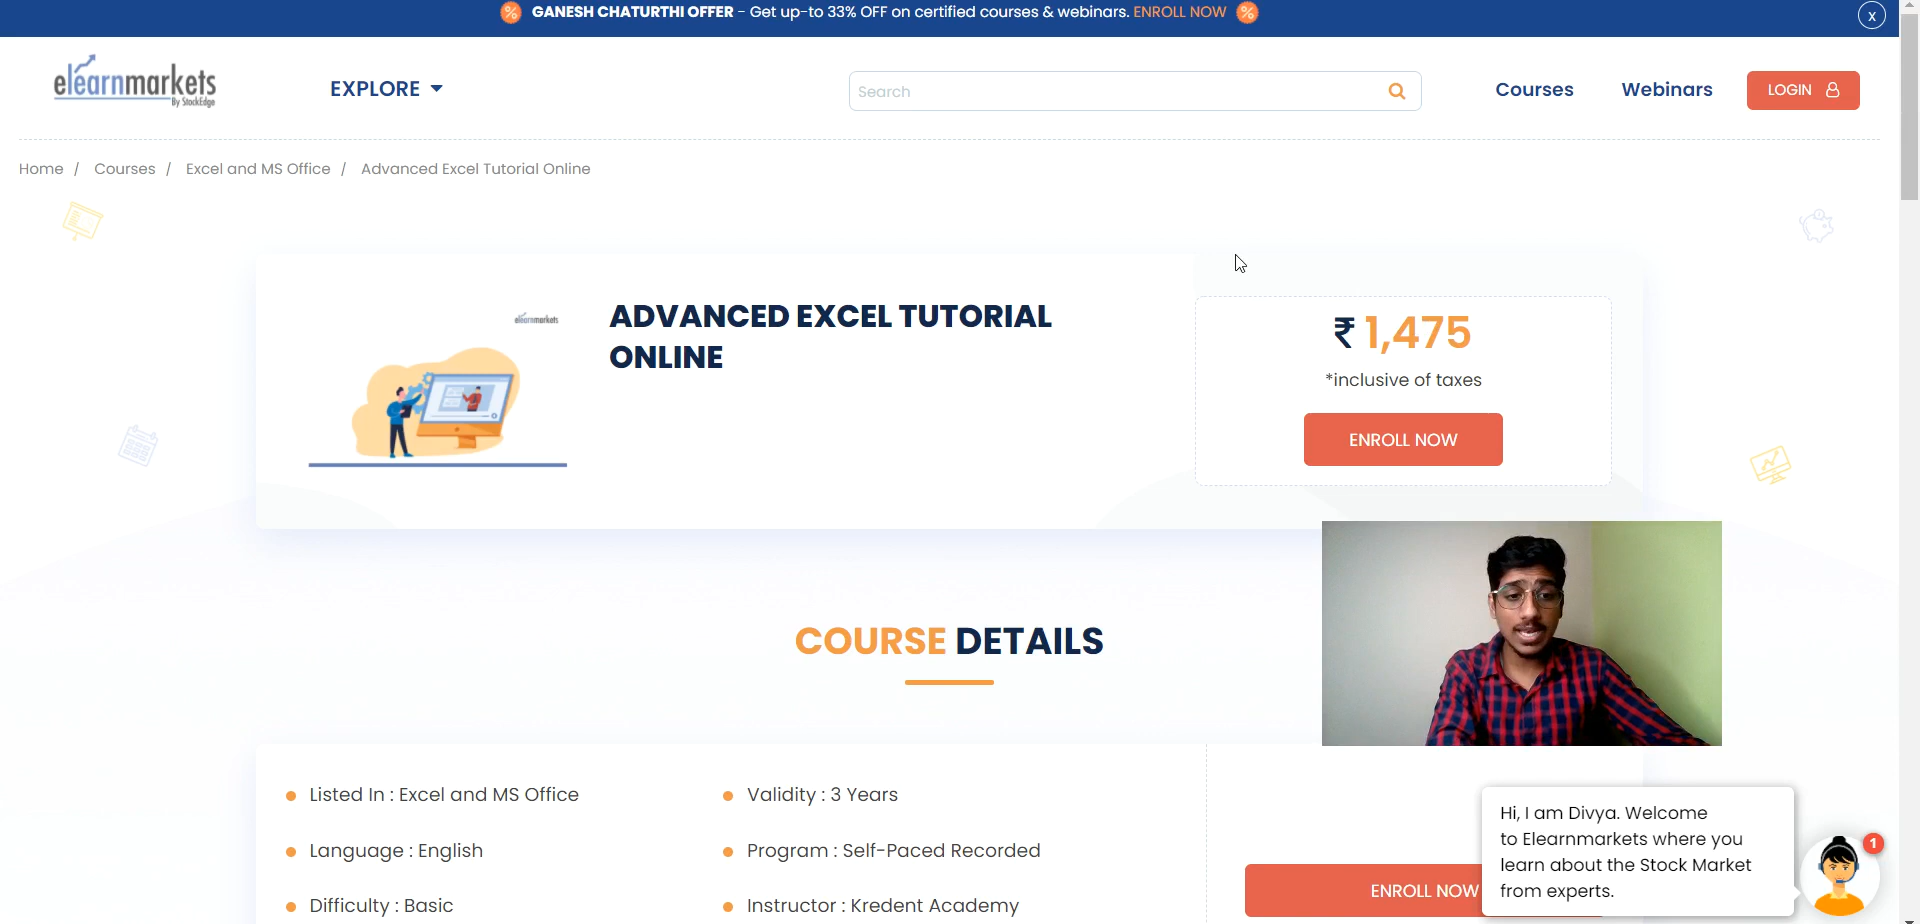 GANESH CHATURTHI OFFER - Get up-to 33% OFF on certified courses & webinars. ENROLL NOW
x
elearnmarkets
By StockEdge
EXPLORE
Search
Courses
Webinars
LOGIN
Home / Courses / Excel and MS Office / Advanced Excel Tutorial Online
elearnmarkets
ADVANCED EXCEL TUTORIAL
ONLINE
₹ 1,475
*inclusive of taxes
ENROLL NOW
COURSE DETAILS
Listed In : Excel and MS Office
Validity : 3 Years
Language : English
Program : Self-Paced Recorded
Difficulty : Basic
Instructor : Kredent Academy
ENROLL NOW
Hi, I am Divya. Welcome
to Elearnmarkets where you
learn about the Stock Market
from experts.
1